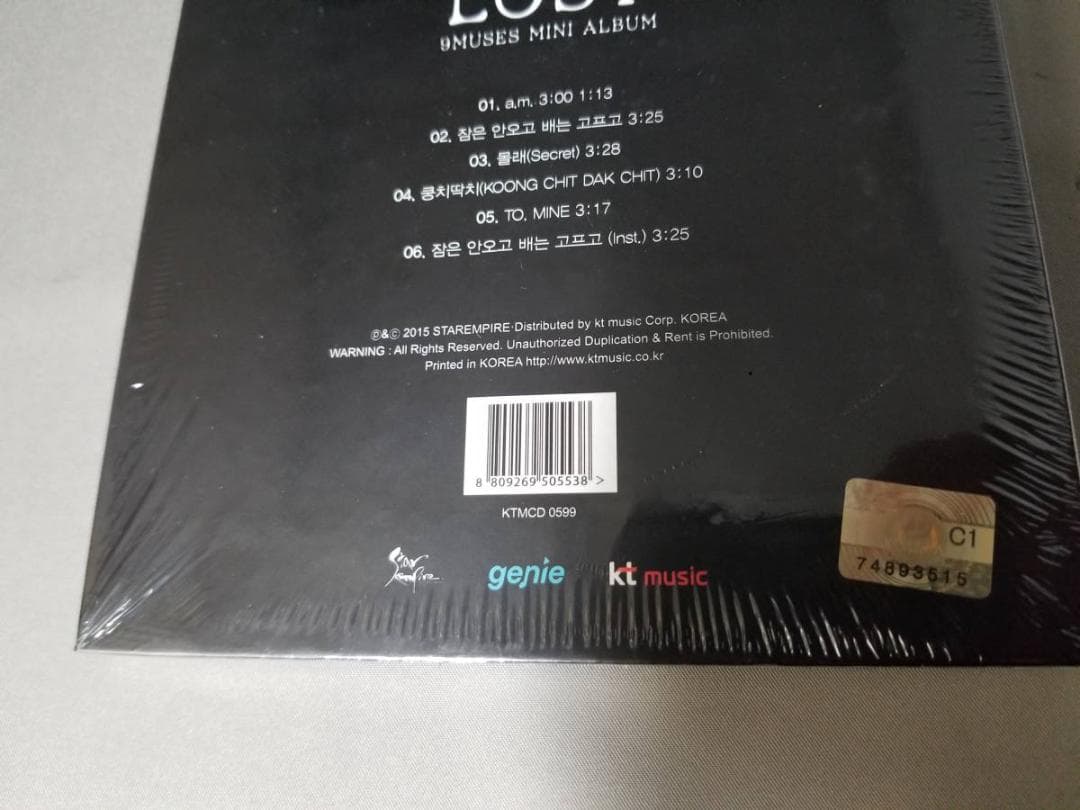 LOST
9MUSES MINI ALBUM
01. a.m. 3:00 1:13
02. 잠은 안오고 배는 고프고 3:25
03. 몰래(Secret) 3:28
04. 쿵치딱치(KOONG CHIT DAK CHIT) 3:10
05. TO. MINE 3:17
06. 잠은 안오고 배는 고프고 (Inst.) 3:25
Ⓟ&© 2015 STAREMPIRE·Distributed by kt music Corp. KOREA
WARNING : All Rights Reserved. Unauthorized Duplication & Rent is Prohibited.
Printed in KOREA http://www.ktmusic.co.kr
8 809269 505538 >
KTMCD 0599
Star Empire
genie
kt music
C1
74893515